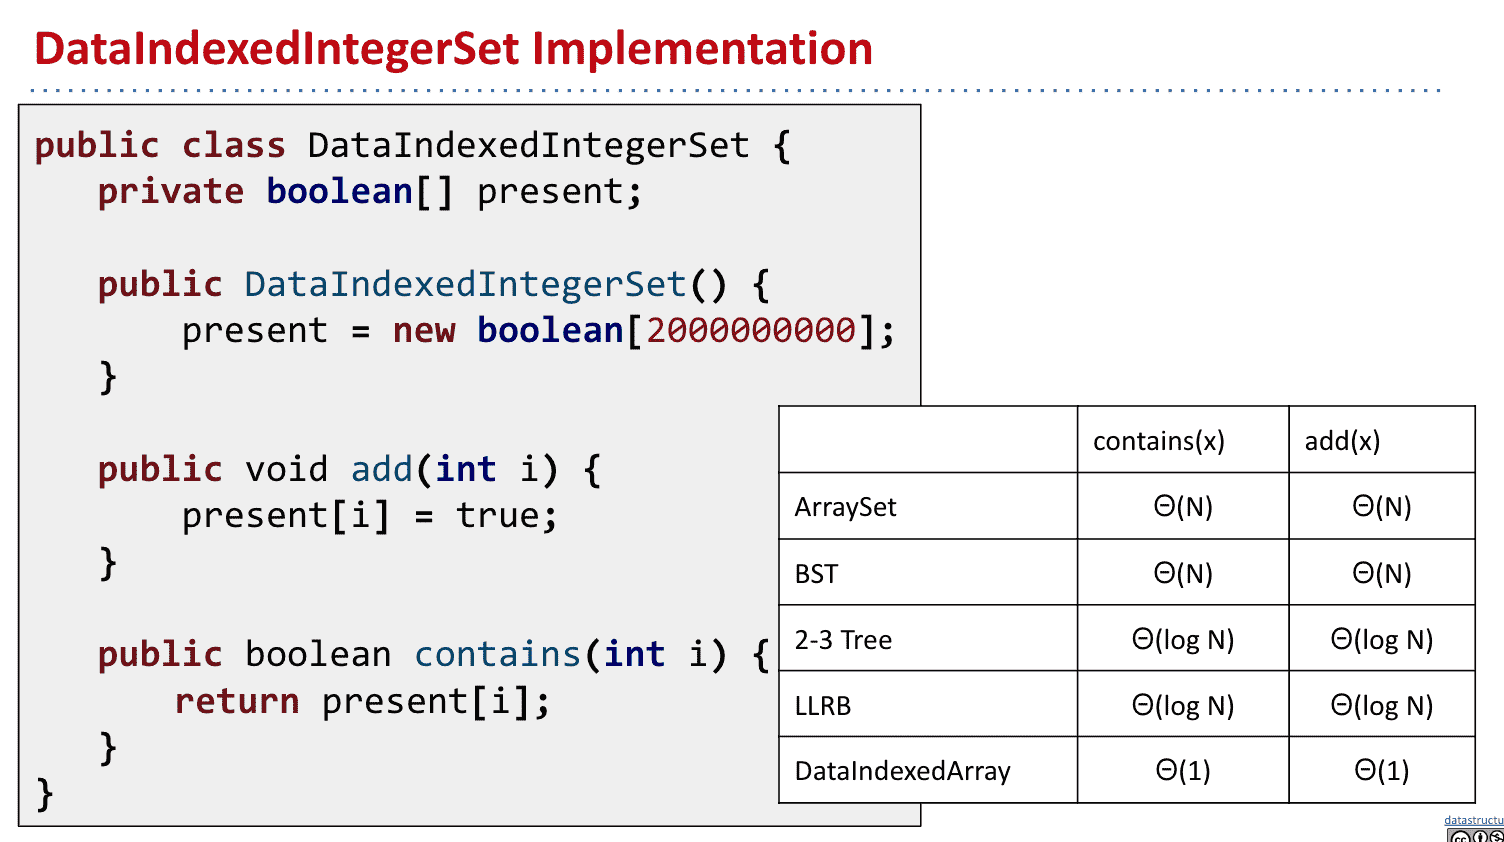 DataIndexedIntegerSet Implementation
public class DataIndexedIntegerSet {
private boolean[] present;
public DataIndexedIntegerSet() {
present = new boolean[2000000000];
}
public void add(int i) {
present[i] = true;
}
public boolean contains(int i) {
return present[i];
}
}
contains(x) add(x)
ArraySet Θ(N) Θ(N)
BST Θ(N) Θ(N)
2-3 Tree Θ(log N) Θ(log N)
LLRB Θ(log N) Θ(log N)
DataIndexedArray Θ(1) Θ(1)
datastructu